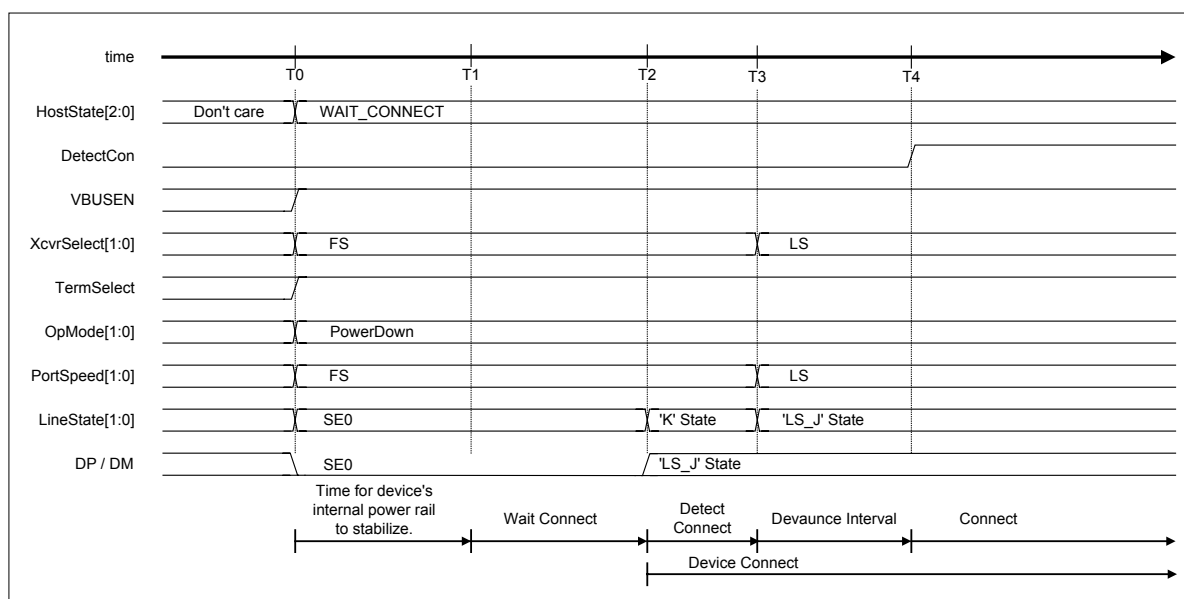 time
T0 T1 T2 T3 T4
HostState[2:0] Don't care WAIT_CONNECT
DetectCon
VBUSEN
XcvrSelect[1:0] FS LS
TermSelect
OpMode[1:0] PowerDown
PortSpeed[1:0] FS LS
LineState[1:0] SE0 'K' State 'LS_J' State
DP / DM SE0 'LS_J' State
Time for device's
internal power rail
to stabilize.
Wait Connect
Detect
Connect
Devaunce Interval
Connect
Device Connect